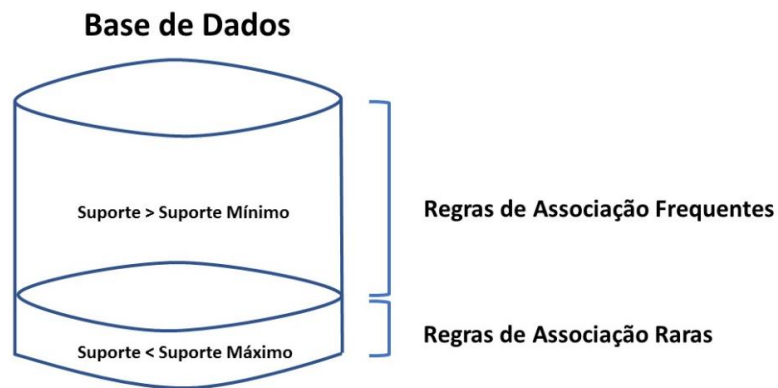 Base de Dados
Suporte > Suporte Mínimo
Regras de Associação Frequentes
Suporte < Suporte Máximo
Regras de Associação Raras